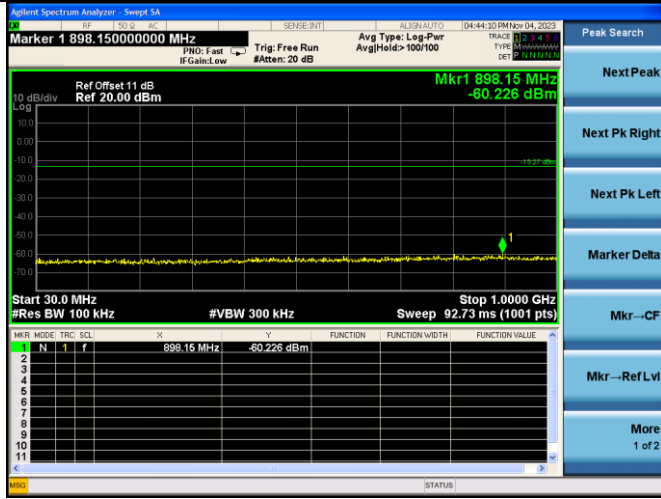 Agilent Spectrum Analyzer - Swept SA
RF 50 Ω AC SENSE:INT ALIGNAUTO 04:44:10 PM Nov 04, 2023
Marker 1 898.150000000 MHz
PNO: Fast
IFGain:Low
Trig: Free Run
#Atten: 20 dB
Avg Type: Log-Pwr
Avg|Hold:>100/100
TRACE 1 2 3 4 5 6
TYPE M
DET P N N N N N
Ref Offset 11 dB
10 dB/div Ref 20.00 dBm
Log
Mkr1 898.15 MHz
-60.226 dBm
10.0
0.00
-10.0
-13.27 dBm
-20.0
-30.0
-40.0
-50.0
1
-60.0
-70.0
Start 30.0 MHz Stop 1.0000 GHz
#Res BW 100 kHz #VBW 300 kHz Sweep 92.73 ms (1001 pts)
MKR MODE TRC SCL X Y FUNCTION FUNCTION WIDTH FUNCTION VALUE
1 N 1 f 898.15 MHz -60.226 dBm
2
3
4
5
6
7
8
9
10
11
MSG STATUS
Peak Search
Next Peak
Next Pk Right
Next Pk Left
Marker Delta
Mkr→CF
Mkr→Ref Lvl
More
1 of 2